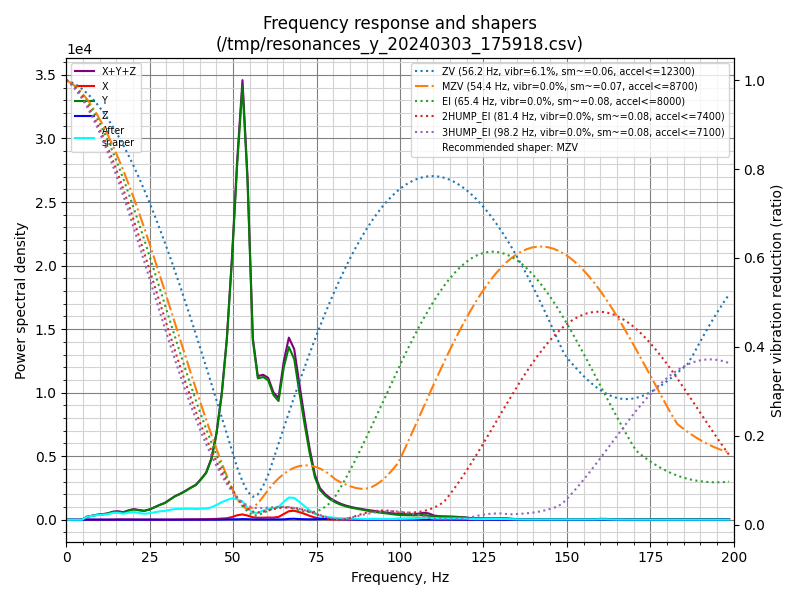 Frequency response and shapers
(/tmp/resonances_y_20240303_175918.csv)
1e4
X+Y+Z
X
Y
Z
After
shaper
ZV (56.2 Hz, vibr=6.1%, sm~=0.06, accel<=12300)
MZV (54.4 Hz, vibr=0.0%, sm~=0.07, accel<=8700)
EI (65.4 Hz, vibr=0.0%, sm~=0.08, accel<=8000)
2HUMP_EI (81.4 Hz, vibr=0.0%, sm~=0.08, accel<=7400)
3HUMP_EI (98.2 Hz, vibr=0.0%, sm~=0.08, accel<=7100)
Recommended shaper: MZV
Power spectral density
3.5
3.0
2.5
2.0
1.5
1.0
0.5
0.0
1.0
0.8
0.6
0.4
0.2
0.0
Shaper vibration reduction (ratio)
0 25 50 75 100 125 150 175 200
Frequency, Hz